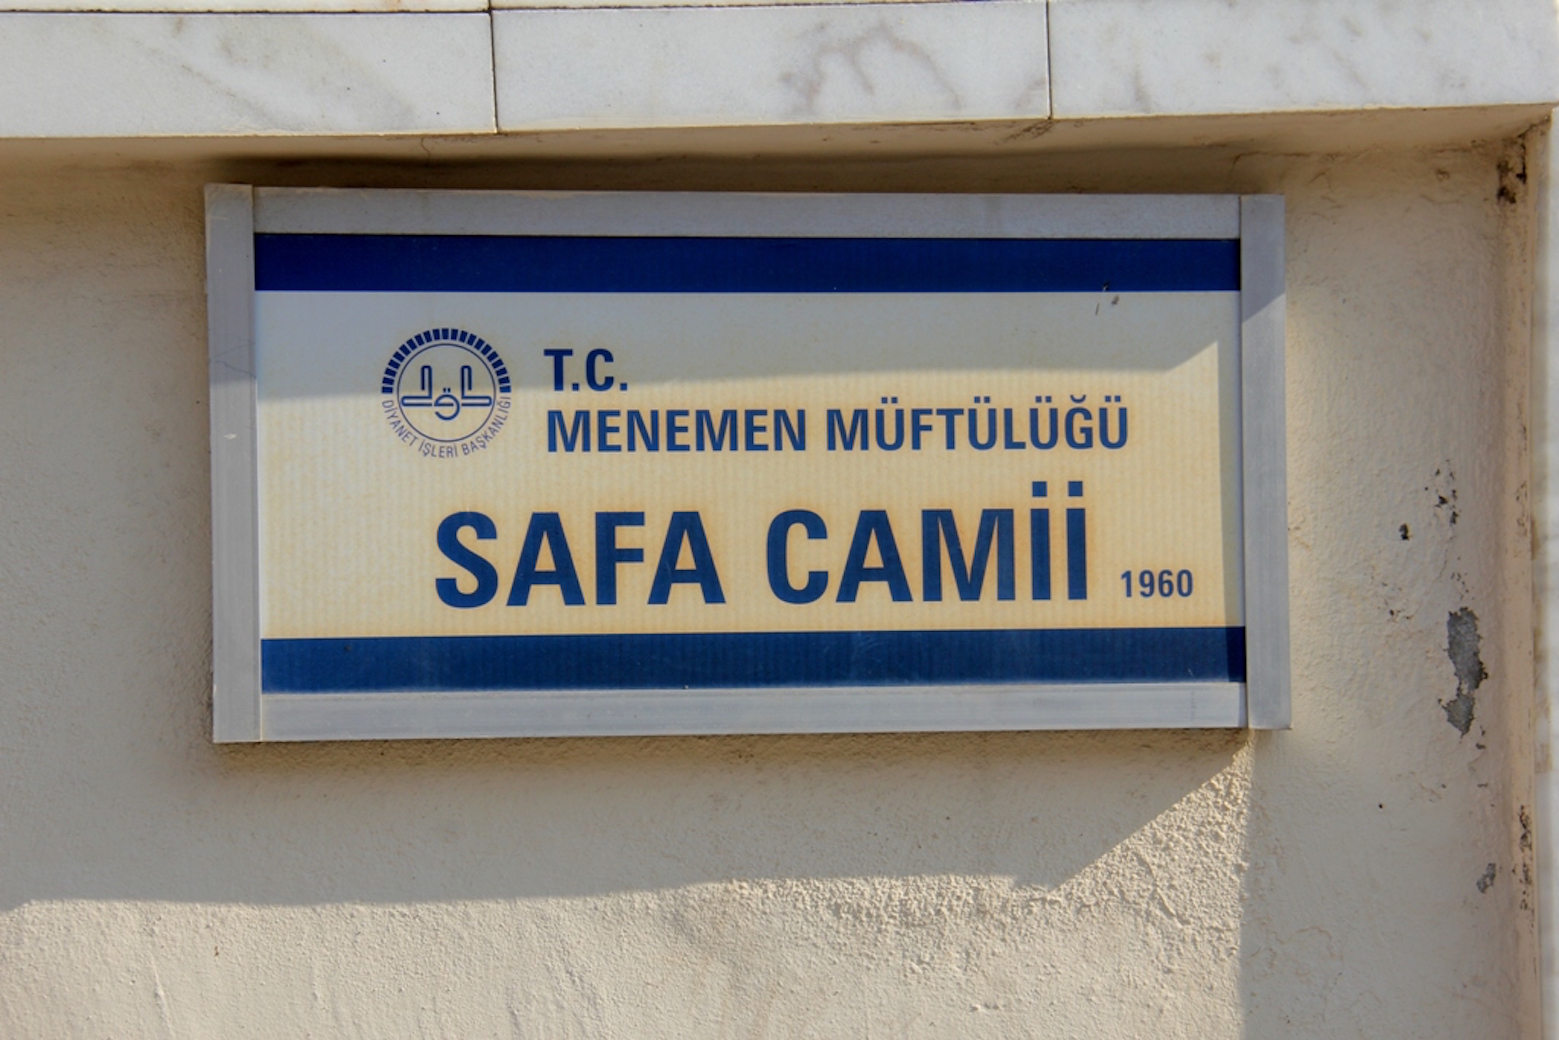 DİYANET İŞLERİ BAŞKANLIĞI
T.C.
MENEMEN MÜFTÜLÜĞÜ
SAFA CAMİİ 1960